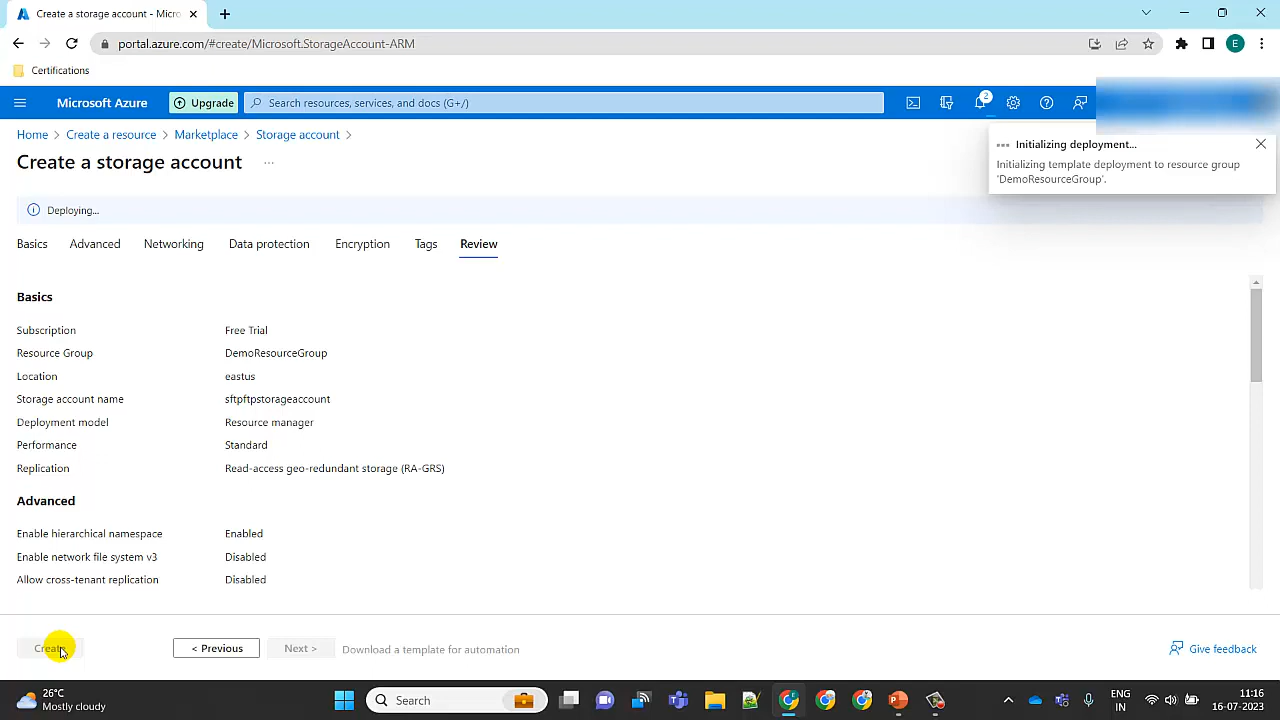 Create a storage account - Micro
portal.azure.com/#create/Microsoft.StorageAccount-ARM
E
Certifications
Microsoft Azure
Upgrade
Search resources, services, and docs (G+/)
2
Home > Create a resource > Marketplace > Storage account >
Create a storage account ...
Initializing deployment...
Initializing template deployment to resource group
'DemoResourceGroup'.
Deploying...
Basics Advanced Networking Data protection Encryption Tags Review
Basics
Subscription Free Trial
Resource Group DemoResourceGroup
Location eastus
Storage account name sftpftpstorageaccount
Deployment model Resource manager
Performance Standard
Replication Read-access geo-redundant storage (RA-GRS)
Advanced
Enable hierarchical namespace Enabled
Enable network file system v3 Disabled
Allow cross-tenant replication Disabled
Create
< Previous
Next >
Download a template for automation
Give feedback
26°C
Mostly cloudy
Search
ENG
IN
11:16
16-07-2023